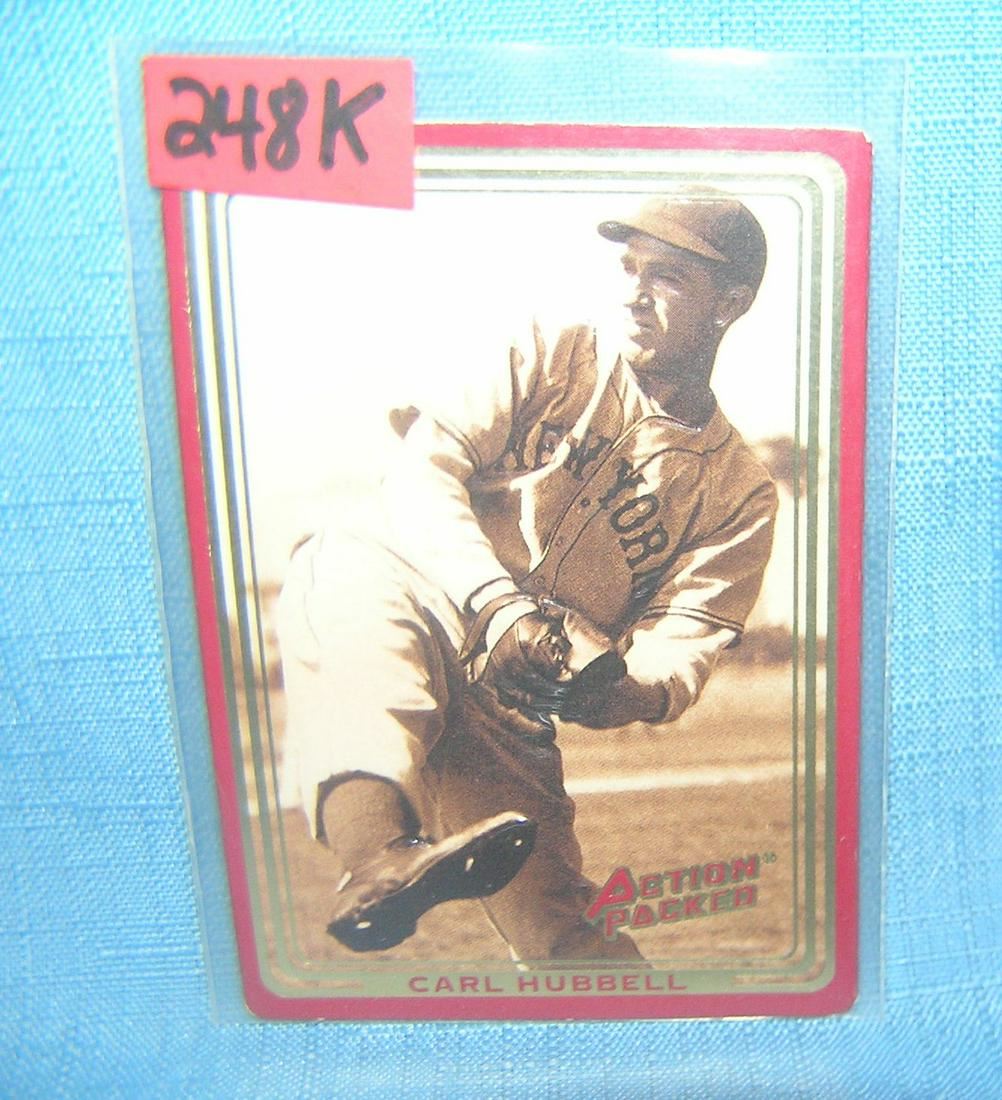 248K
NEW YORK
ACTION
PACKED
CARL HUBBELL